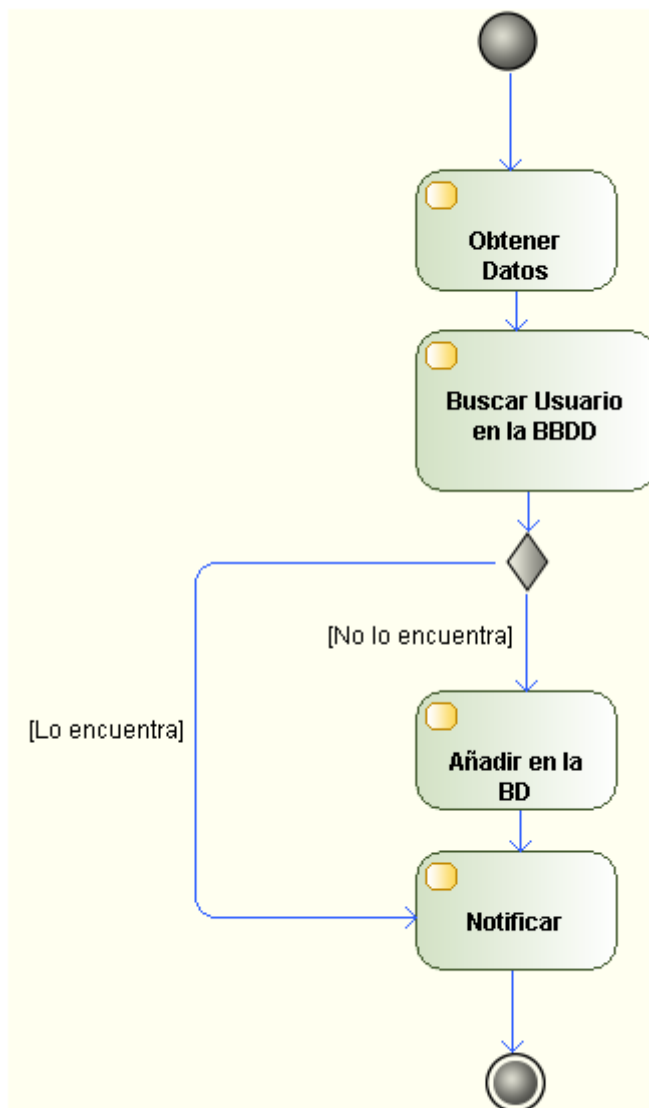 Obtener
Datos
Buscar Usuario
en la BBDD
[No lo encuentra]
[Lo encuentra]
Añadir en la
BD
Notificar